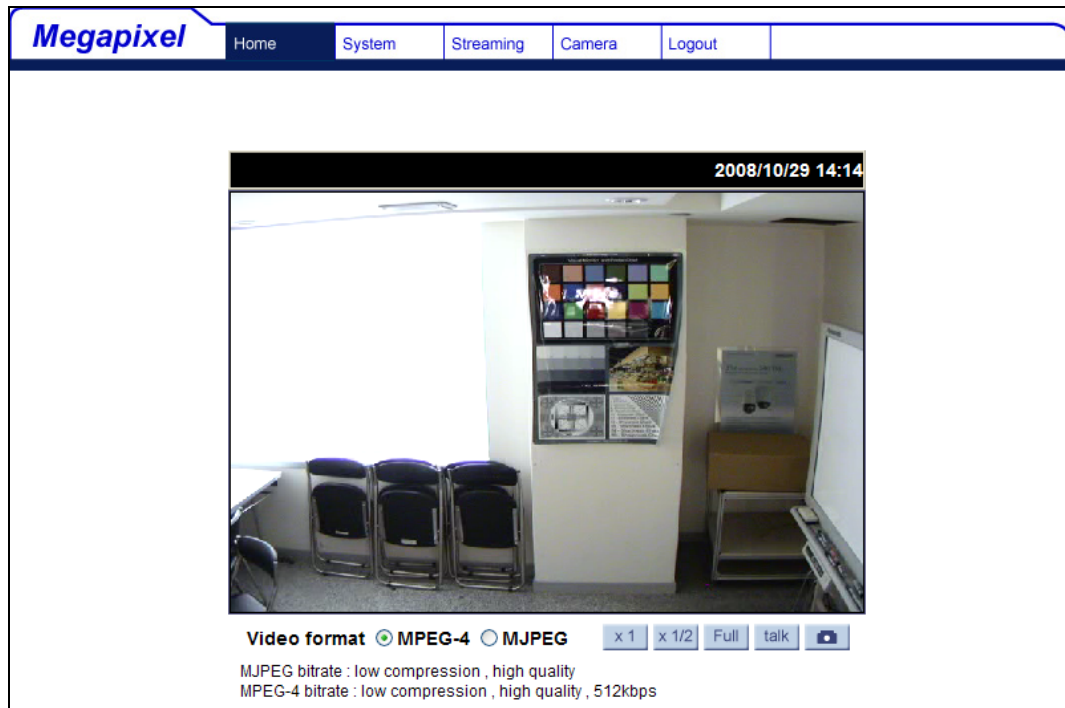 Megapixel
Home System Streaming Camera Logout
2008/10/29 14:14
Video format MPEG-4 MJPEG x 1 x 1/2 Full talk
MJPEG bitrate : low compression , high quality
MPEG-4 bitrate : low compression , high quality , 512kbps